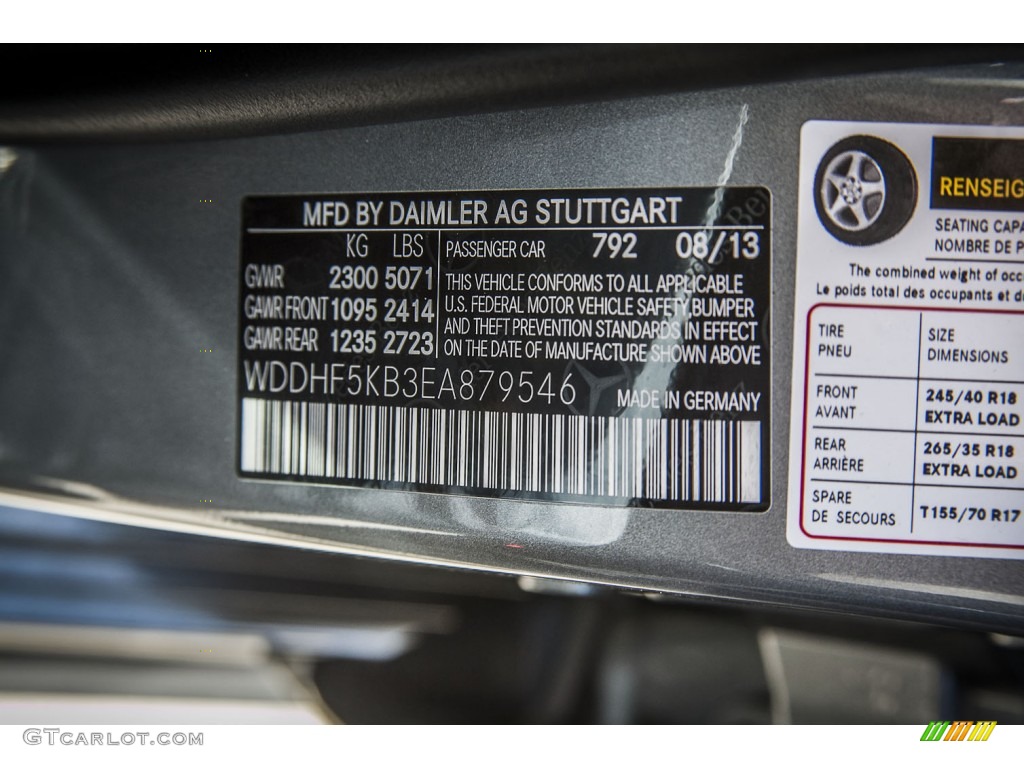 MFD BY DAIMLER AG STUTTGART
KG LBS
GVWR 2300 5071
GAWR FRONT 1095 2414
GAWR REAR 1235 2723
PASSENGER CAR 792 08/13
THIS VEHICLE CONFORMS TO ALL APPLICABLE
U.S. FEDERAL MOTOR VEHICLE SAFETY,BUMPER
AND THEFT PREVENTION STANDARDS IN EFFECT
ON THE DATE OF MANUFACTURE SHOWN ABOVE
WDDHF5KB3EA879546
MADE IN GERMANY
RENSEIG
SEATING CAPA
NOMBRE DE P
The combined weight of occ
Le poids total des occupants et d
TIRE SIZE
PNEU DIMENSIONS
FRONT 245/40 R18
AVANT EXTRA LOAD
REAR 265/35 R18
ARRIÈRE EXTRA LOAD
SPARE T155/70 R17
DE SECOURS
GTCARLOT.COM